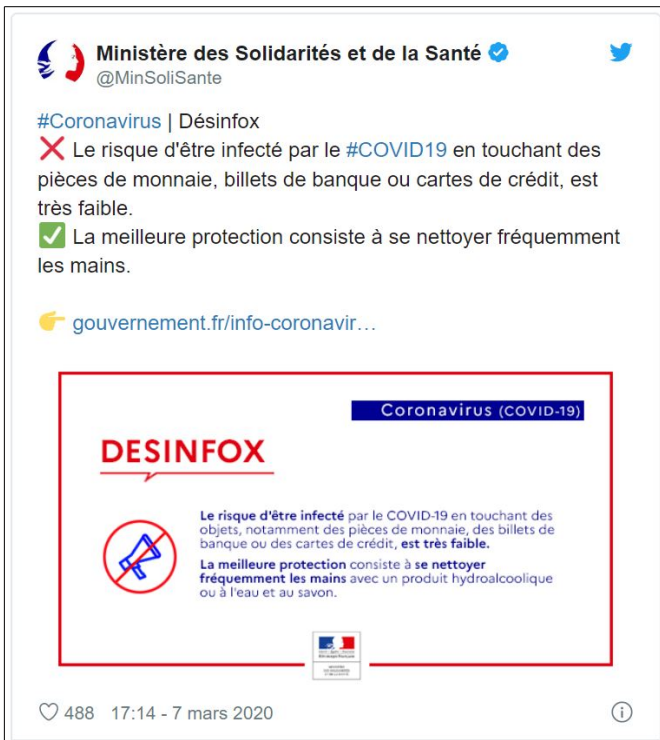 Ministère des Solidarités et de la Santé
@MinSoliSante
#Coronavirus | Désinfox
❌ Le risque d'être infecté par le #COVID19 en touchant des
pièces de monnaie, billets de banque ou cartes de crédit, est
très faible.
✅ La meilleure protection consiste à se nettoyer fréquemment
les mains.
👉 gouvernement.fr/info-coronavir…
Coronavirus (COVID-19)
DESINFOX
Le risque d'être infecté par le COVID-19 en touchant des
objets, notamment des pièces de monnaie, des billets de
banque ou des cartes de crédit, est très faible.
La meilleure protection consiste à se nettoyer
fréquemment les mains avec un produit hydroalcoolique
ou à l'eau et au savon.
488 17:14 - 7 mars 2020